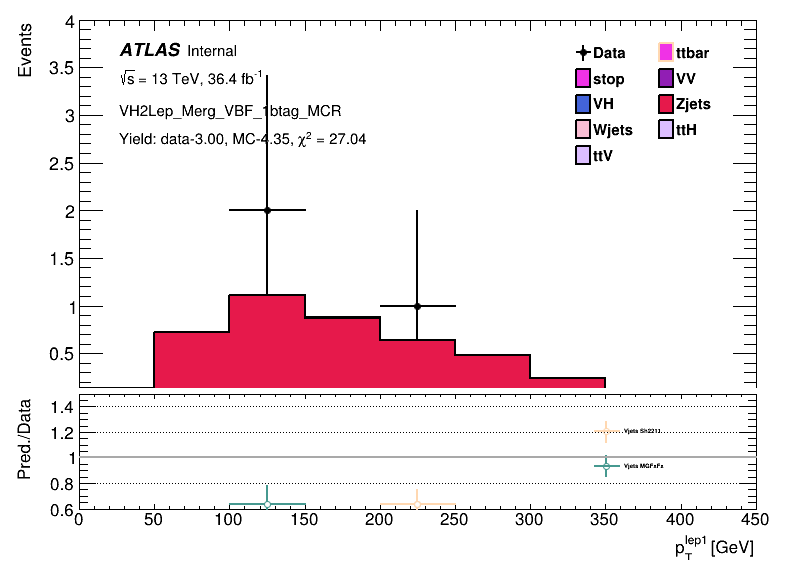 Events
4
3.5
3
2.5
2
1.5
1
0.5
ATLAS Internal
√s = 13 TeV, 36.4 fb⁻¹
VH2Lep_Merg_VBF_1btag_MCR
Yield: data-3.00, MC-4.35, χ² = 27.04
Data
ttbar
stop
VV
VH
Zjets
Wjets
ttH
ttV
Pred./Data
1.4
1.2
1
0.8
0.6
Vjets Sh2211
Vjets MGFxFx
0 50 100 150 200 250 300 350 400 450
p_T^lep1 [GeV]